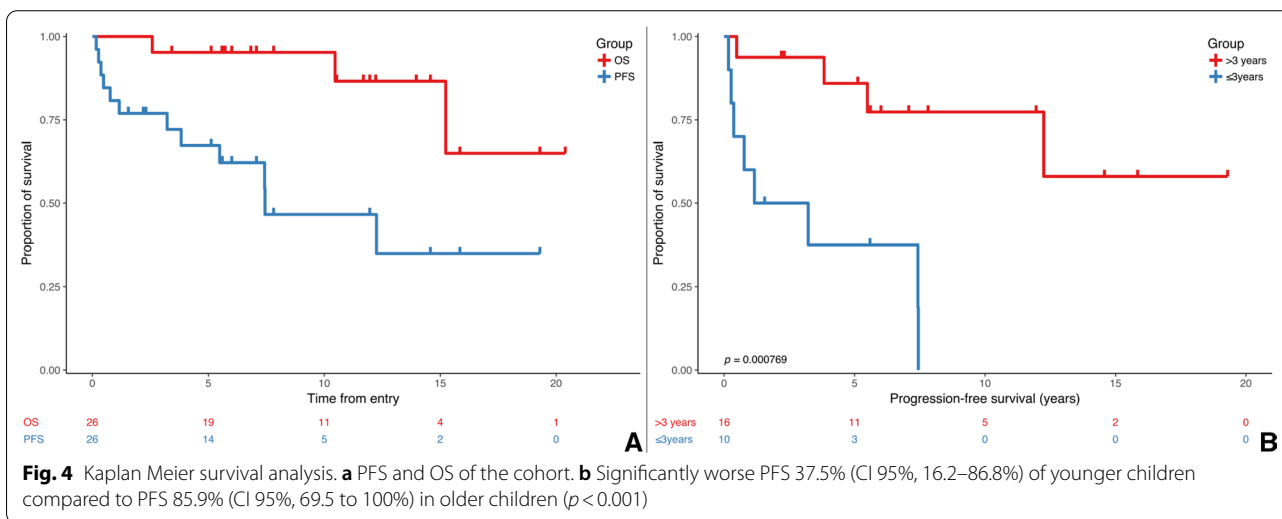 Group
OS
PFS
1.00
0.75
0.50
0.25
0.00
Proportion of survival
0 5 10 15 20
Time from entry
OS 26 19 11 4 1
PFS 26 14 5 2 0
A
Group
>3 years
≤3years
1.00
0.75
0.50
0.25
0.00
Proportion of survival
p = 0.000769
0 5 10 15 20
Progression-free survival (years)
>3 years 16 11 5 2 0
≤3years 10 3 0 0 0
B
Fig. 4 Kaplan Meier survival analysis. a PFS and OS of the cohort. b Significantly worse PFS 37.5% (CI 95%, 16.2–86.8%) of younger children
compared to PFS 85.9% (CI 95%, 69.5 to 100%) in older children (p < 0.001)